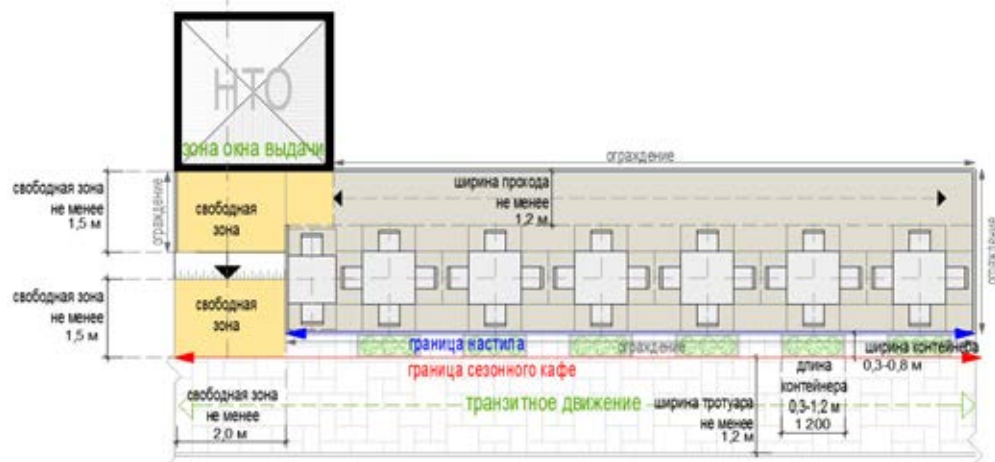 НТО
зона окна выдачи
ограждение
свободная зона
не менее
1,5 м
ограждение
свободная
зона
ширина прохода
не менее
1,2 м
ограждение
свободная зона
не менее
1,5 м
свободная
зона
граница настила
ограждение
ширина контейнера
0,3-0,8 м
граница сезонного кафе
длина
контейнера
0,3-1,2 м
1 200
свободная зона
не менее
2,0 м
транзитное движение
ширина тротуара
не менее
1,2 м